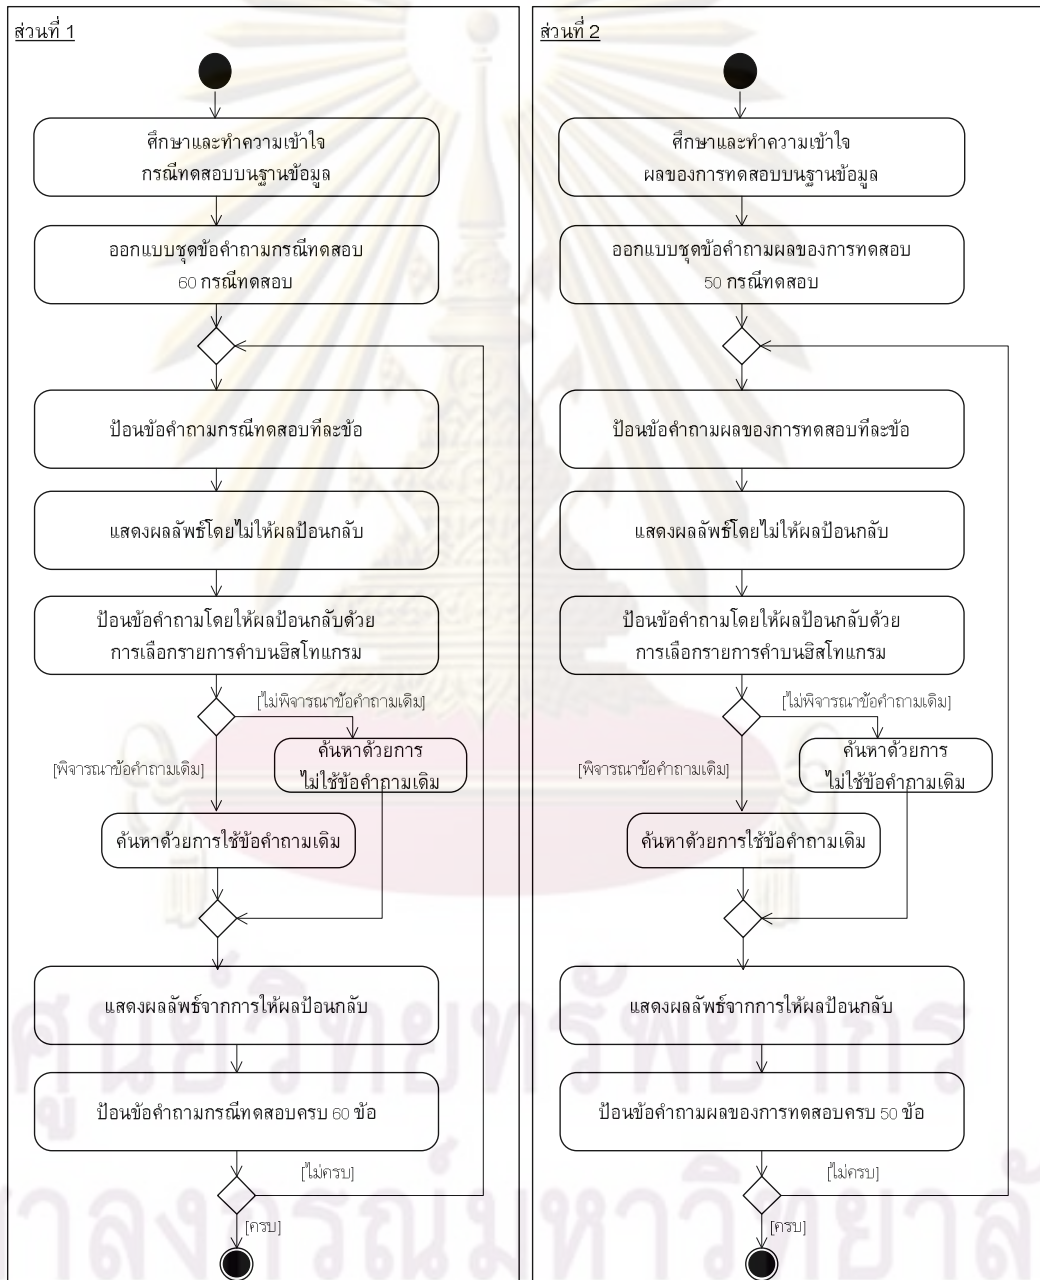 ส่วนที่ 1
ศึกษาและทำความเข้าใจ
กรณีทดสอบบนฐานข้อมูล
ออกแบบชุดข้อคำถามกรณีทดสอบ
60 กรณีทดสอบ
ป้อนข้อคำถามกรณีทดสอบทีละข้อ
แสดงผลลัพธ์โดยไม่ให้ผลป้อนกลับ
ป้อนข้อคำถามโดยให้ผลป้อนกลับด้วย
การเลือกรายการคำบนฮิสโทแกรม
[ไม่พิจารณาข้อคำถามเดิม]
[พิจารณาข้อคำถามเดิม]
ค้นหาด้วยการ
ไม่ใช้ข้อคำถามเดิม
ค้นหาด้วยการใช้ข้อคำถามเดิม
แสดงผลลัพธ์จากการให้ผลป้อนกลับ
ป้อนข้อคำถามกรณีทดสอบครบ 60 ข้อ
[ไม่ครบ]
[ครบ]
ส่วนที่ 2
ศึกษาและทำความเข้าใจ
ผลของการทดสอบบนฐานข้อมูล
ออกแบบชุดข้อคำถามผลของการทดสอบ
50 กรณีทดสอบ
ป้อนข้อคำถามผลของการทดสอบทีละข้อ
แสดงผลลัพธ์โดยไม่ให้ผลป้อนกลับ
ป้อนข้อคำถามโดยให้ผลป้อนกลับด้วย
การเลือกรายการคำบนฮิสโทแกรม
[ไม่พิจารณาข้อคำถามเดิม]
[พิจารณาข้อคำถามเดิม]
ค้นหาด้วยการ
ไม่ใช้ข้อคำถามเดิม
ค้นหาด้วยการใช้ข้อคำถามเดิม
แสดงผลลัพธ์จากการให้ผลป้อนกลับ
ป้อนข้อคำถามผลของการทดสอบครบ 50 ข้อ
[ไม่ครบ]
[ครบ]
ศูนย์วิทยทรัพยากร